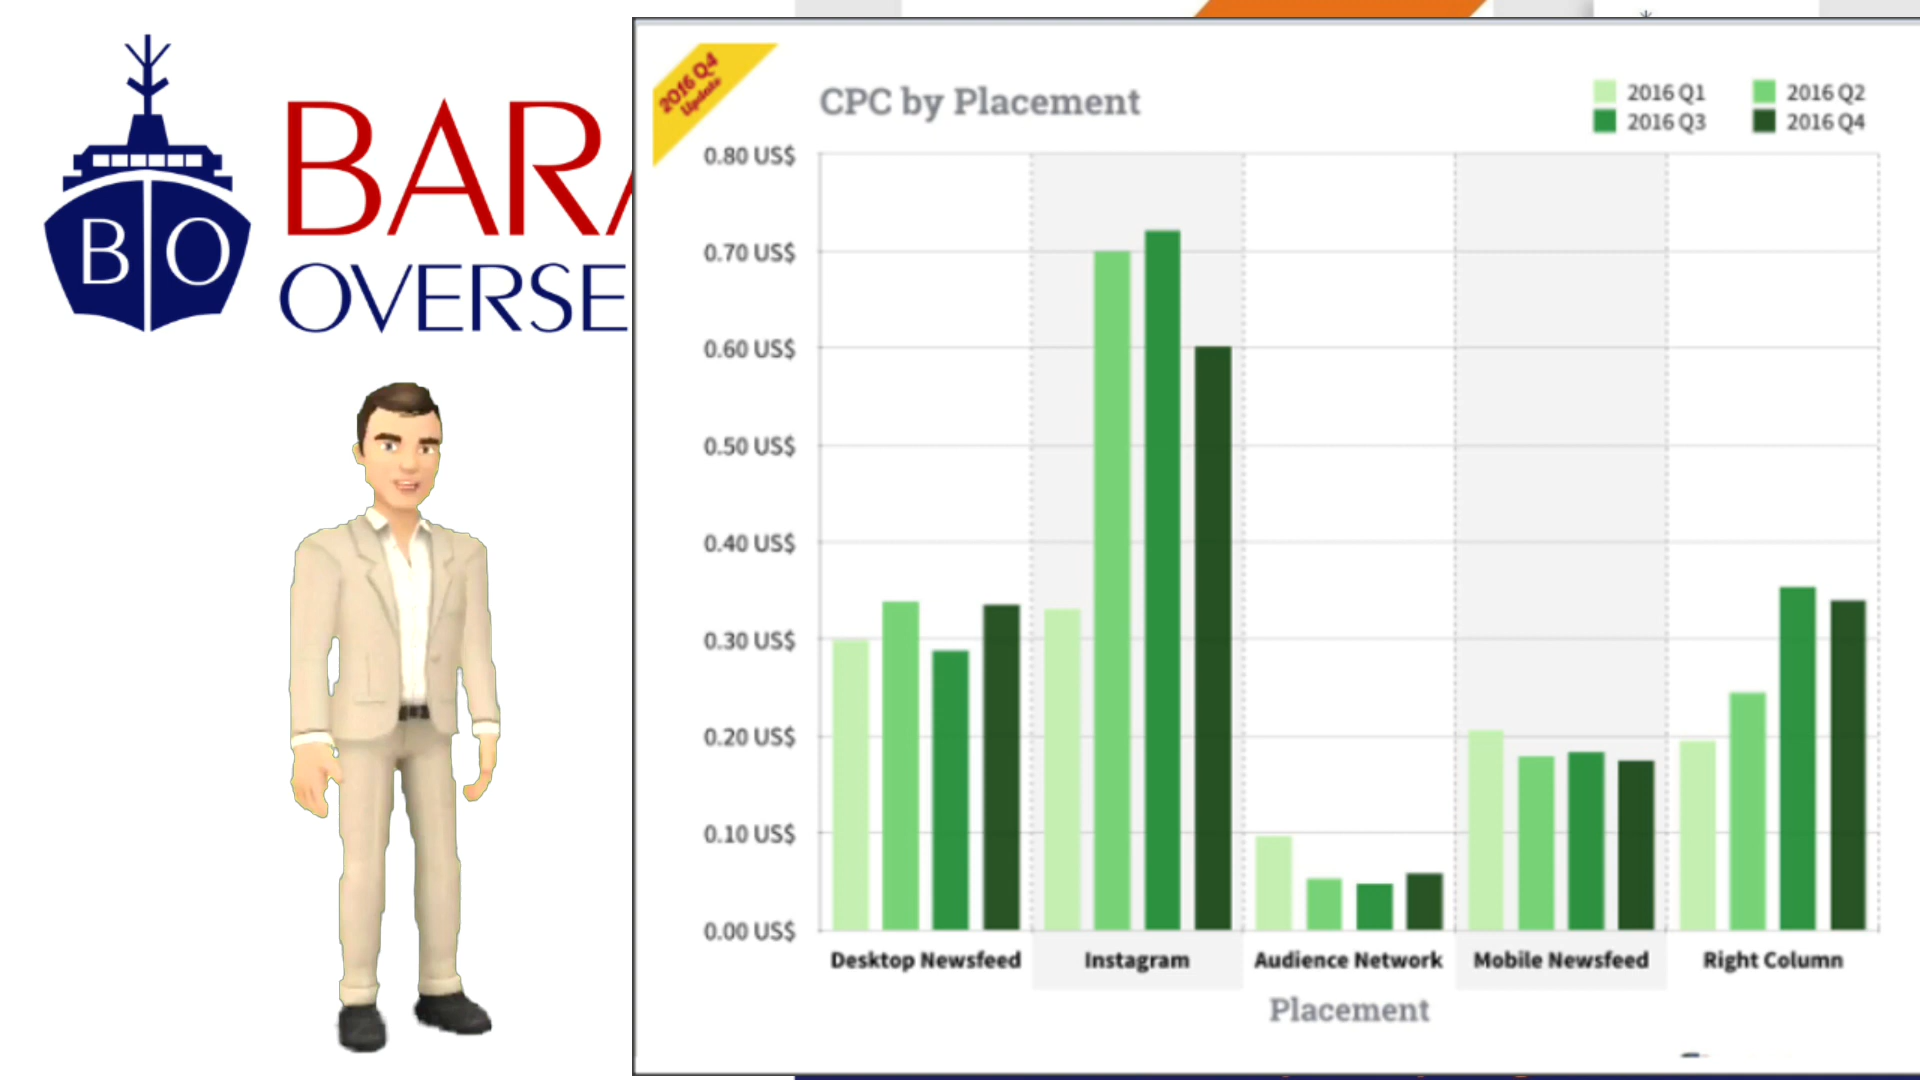 BARA
OVERSE
B O
2016 Q4
Update
CPC by Placement
2016 Q1
2016 Q2
2016 Q3
2016 Q4
0.80 US$
0.70 US$
0.60 US$
0.50 US$
0.40 US$
0.30 US$
0.20 US$
0.10 US$
0.00 US$
Desktop Newsfeed
Instagram
Audience Network
Mobile Newsfeed
Right Column
Placement